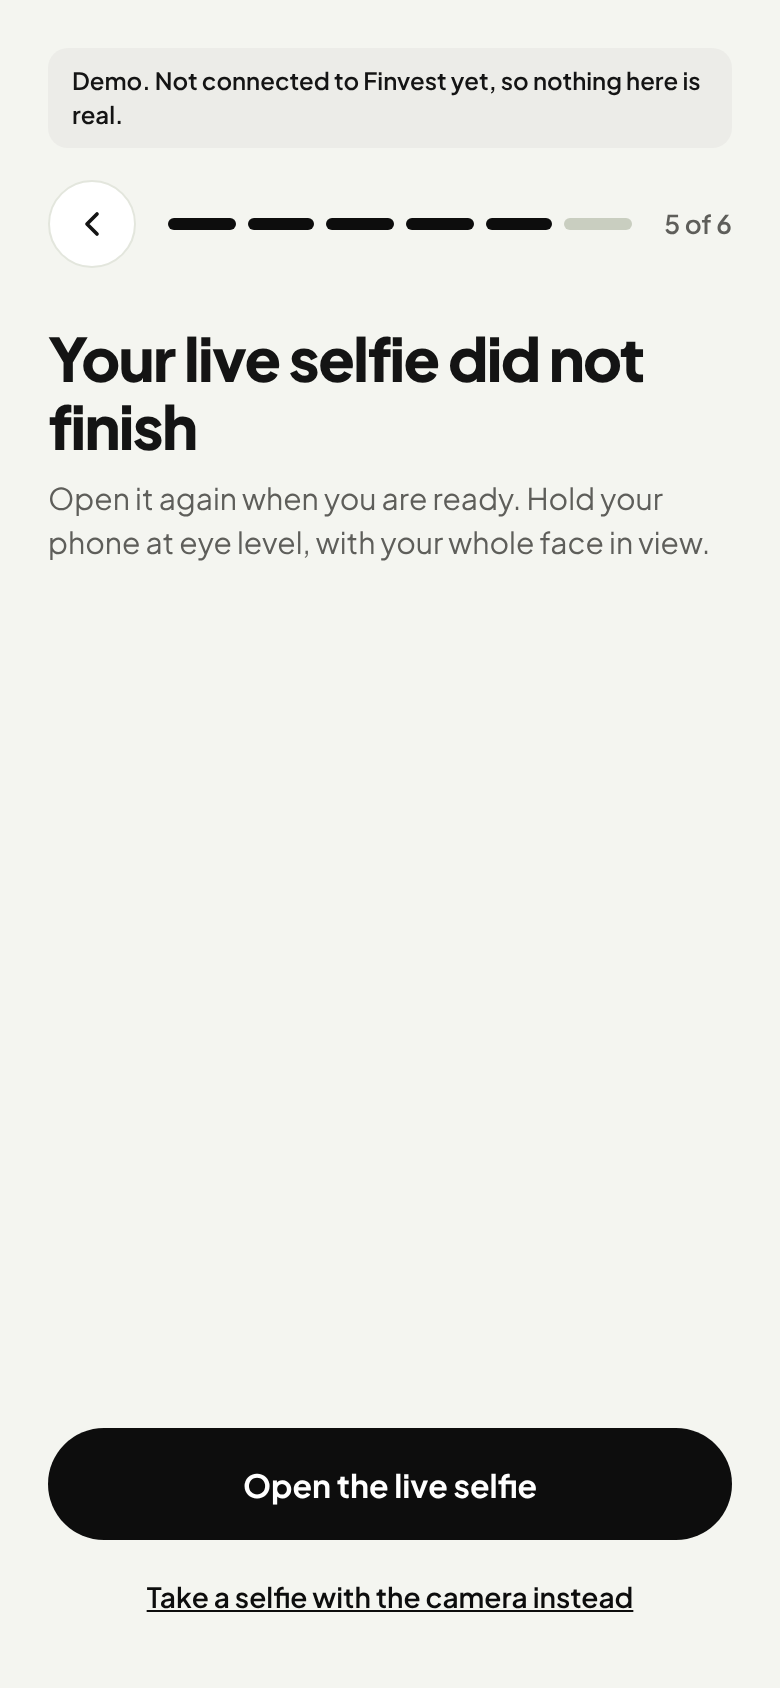 Demo. Not connected to Finvest yet, so nothing here is
real.
5 of 6
Your live selfie did not
finish
Open it again when you are ready. Hold your
phone at eye level, with your whole face in view.
Open the live selfie
Take a selfie with the camera instead